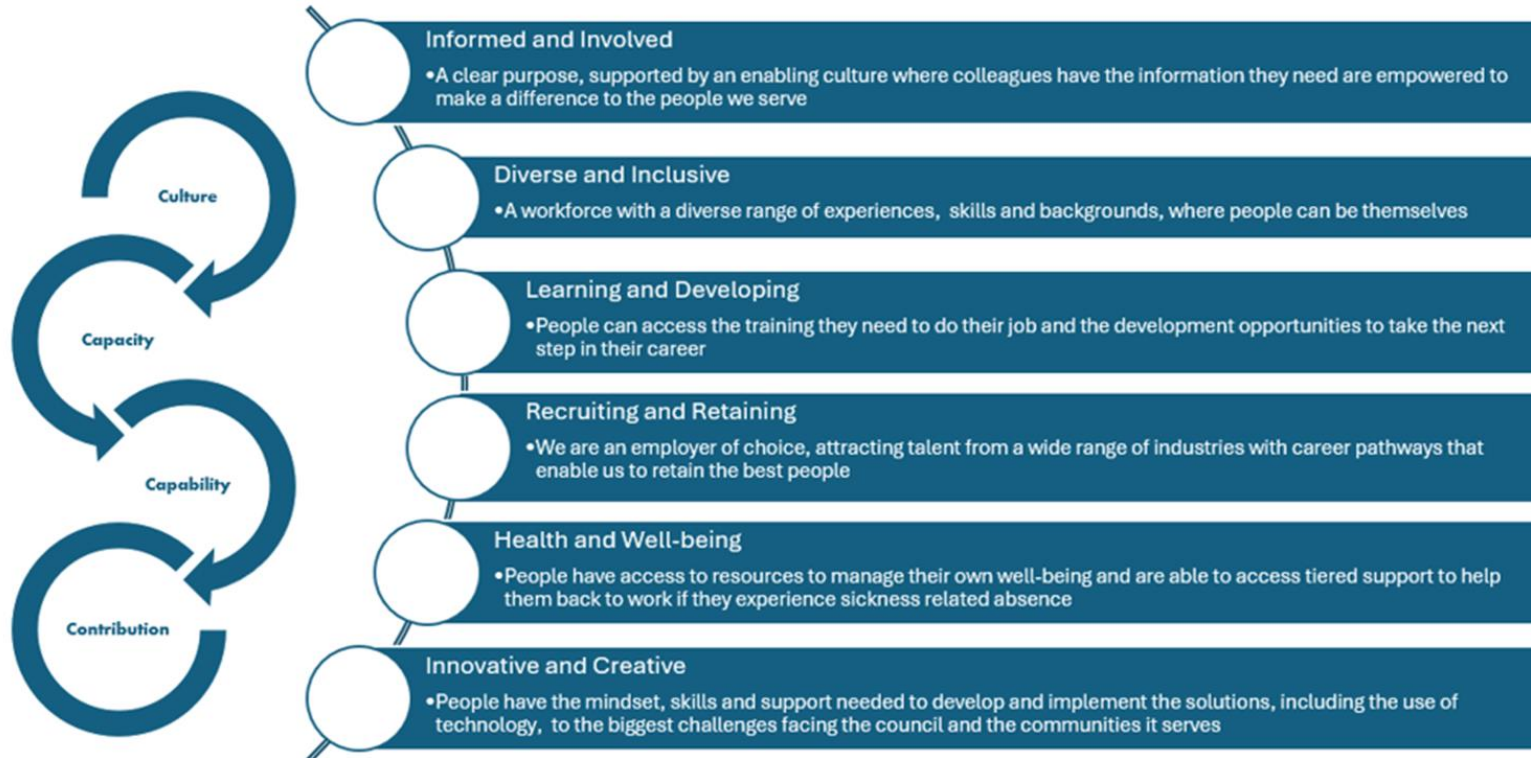 Culture
Capacity
Capability
Contribution
Informed and Involved
•A clear purpose, supported by an enabling culture where colleagues have the information they need are empowered to
make a difference to the people we serve
Diverse and Inclusive
•A workforce with a diverse range of experiences,  skills and backgrounds, where people can be themselves
Learning and Developing
•People can access the training they need to do their job and the development opportunities to take the next
step in their career
Recruiting and Retaining
•We are an employer of choice, attracting talent from a wide range of industries with career pathways that
enable us to retain the best people
Health and Well-being
•People have access to resources to manage their own well-being and are able to access tiered support to help
them back to work if they experience sickness related absence
Innovative and Creative
•People have the mindset, skills and support needed to develop and implement the solutions, including the use of
technology,  to the biggest challenges facing the council and the communities it serves